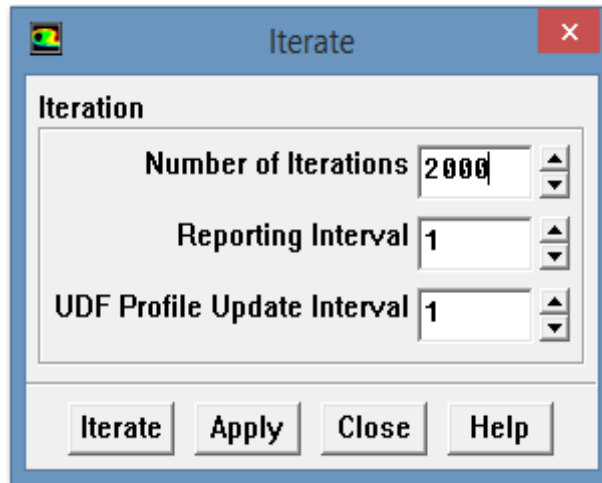 Iterate
Iteration
Number of Iterations 2000
Reporting Interval 1
UDF Profile Update Interval 1
Iterate Apply Close Help